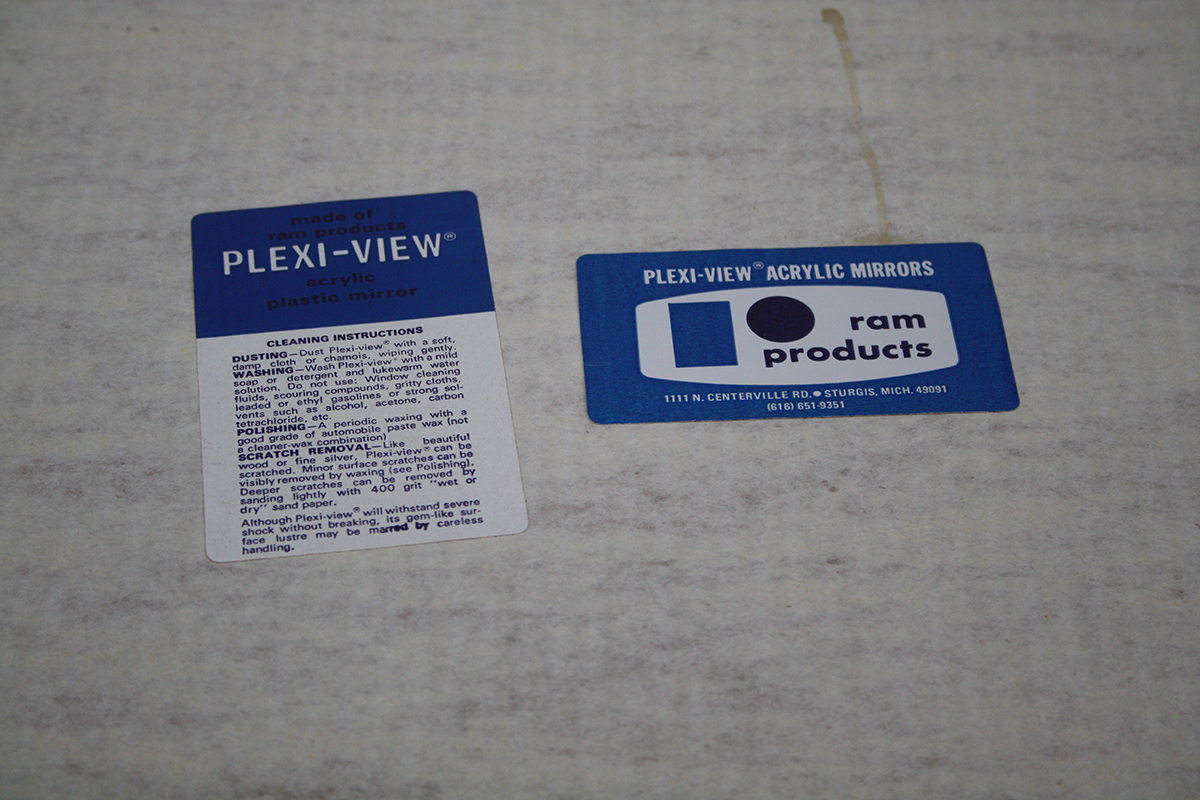 made of
ram products
PLEXI-VIEW®
acrylic
plastic mirror
CLEANING INSTRUCTIONS
DUSTING—Dust Plexi-view® with a soft,
damp cloth or chamois, wiping gently.
WASHING—Wash Plexi-view® with a mild
soap or detergent and lukewarm water
solution. Do not use: Window cleaning
fluids, scouring compounds, gritty cloths,
leaded or ethyl gasolines or strong sol-
vents such as alcohol, acetone, carbon
tetrachloride, etc.
POLISHING—A periodic waxing with a
good grade of automobile paste wax (not
a cleaner-wax combination)
SCRATCH REMOVAL—Like beautiful
wood or fine silver, Plexi-view® can be
scratched. Minor surface scratches can be
visibly removed by waxing (see Polishing).
Deeper scratches can be removed by
sanding lightly with 400 grit "wet or
dry" sand paper.
Although Plexi-view® will withstand severe
shock without breaking, its gem-like sur-
face lustre may be marred by careless
handling.
PLEXI-VIEW® ACRYLIC MIRRORS
ram
products
1111 N. CENTERVILLE RD.●STURGIS, MICH. 49091
(616) 651-9351